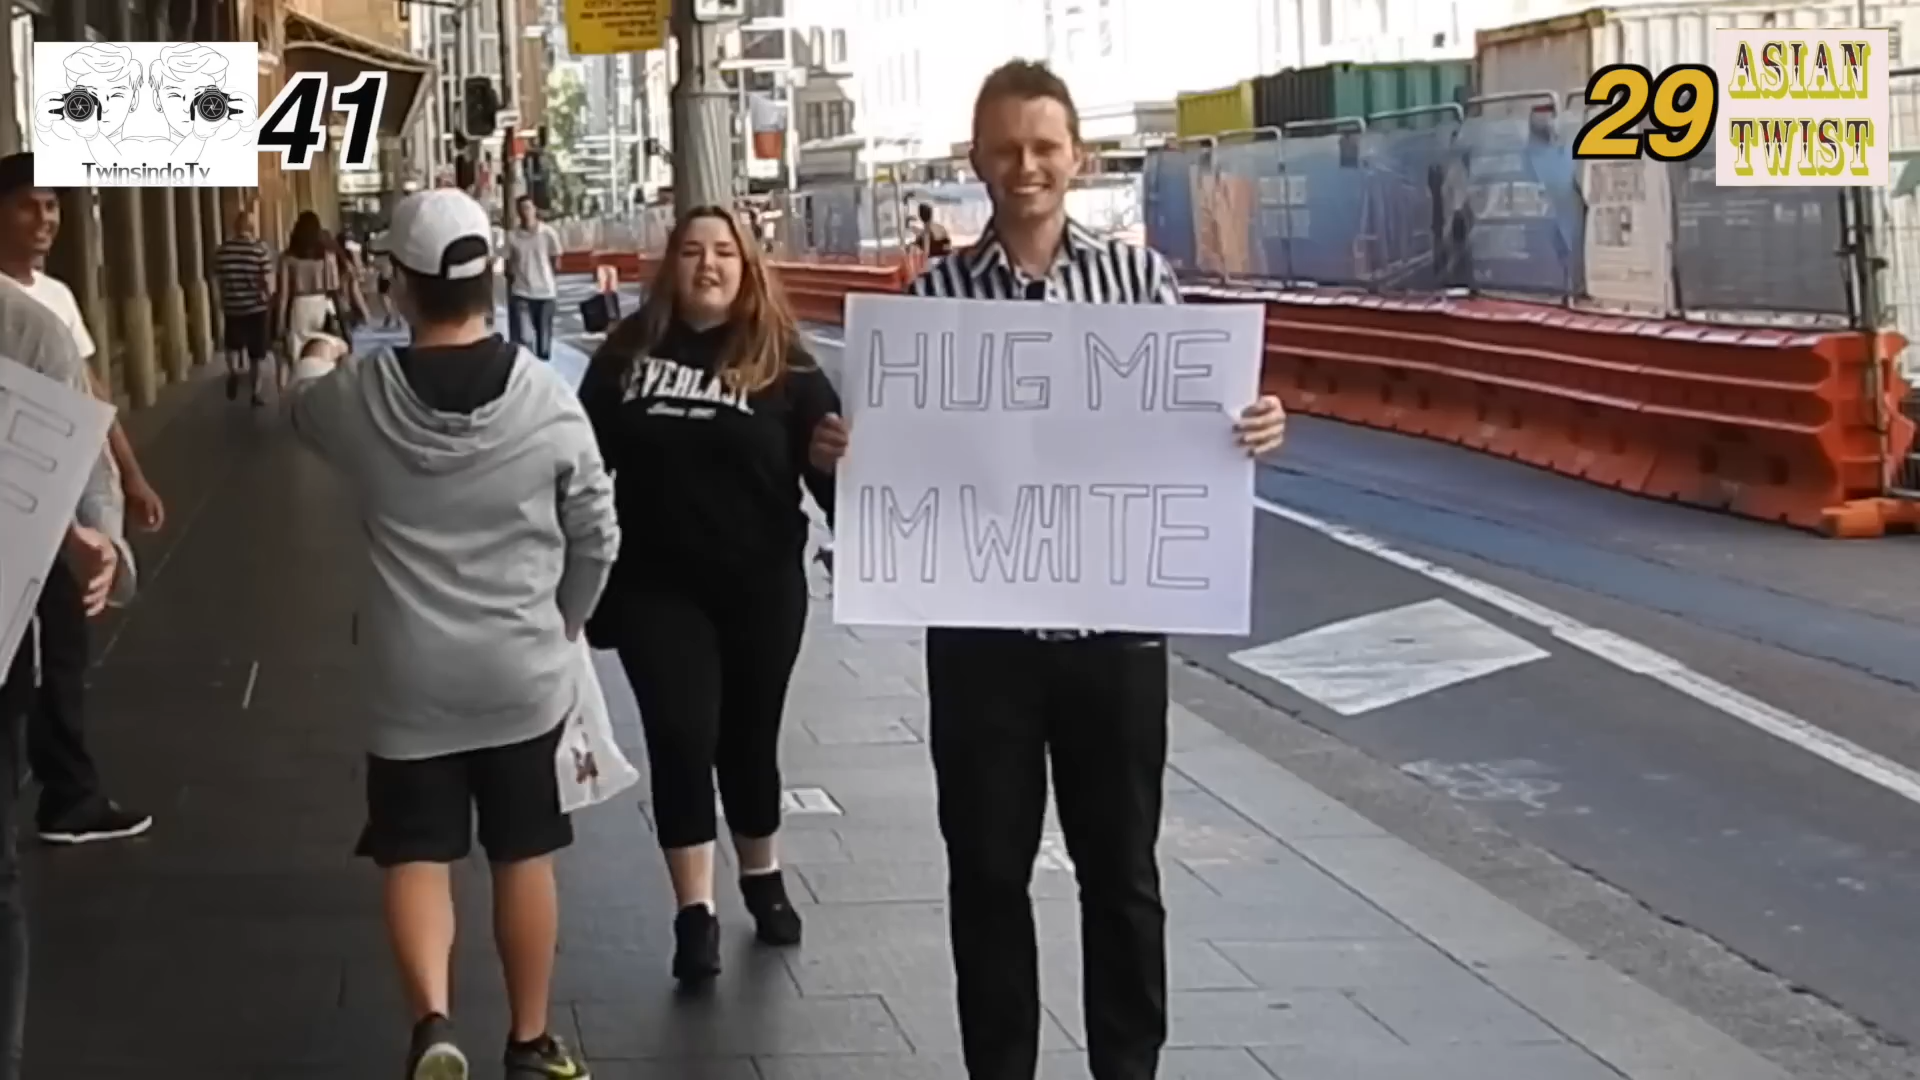 TwinsindoTv
41
29
ASIAN
TWIST
EVERLAST
HUG ME
IM WHITE